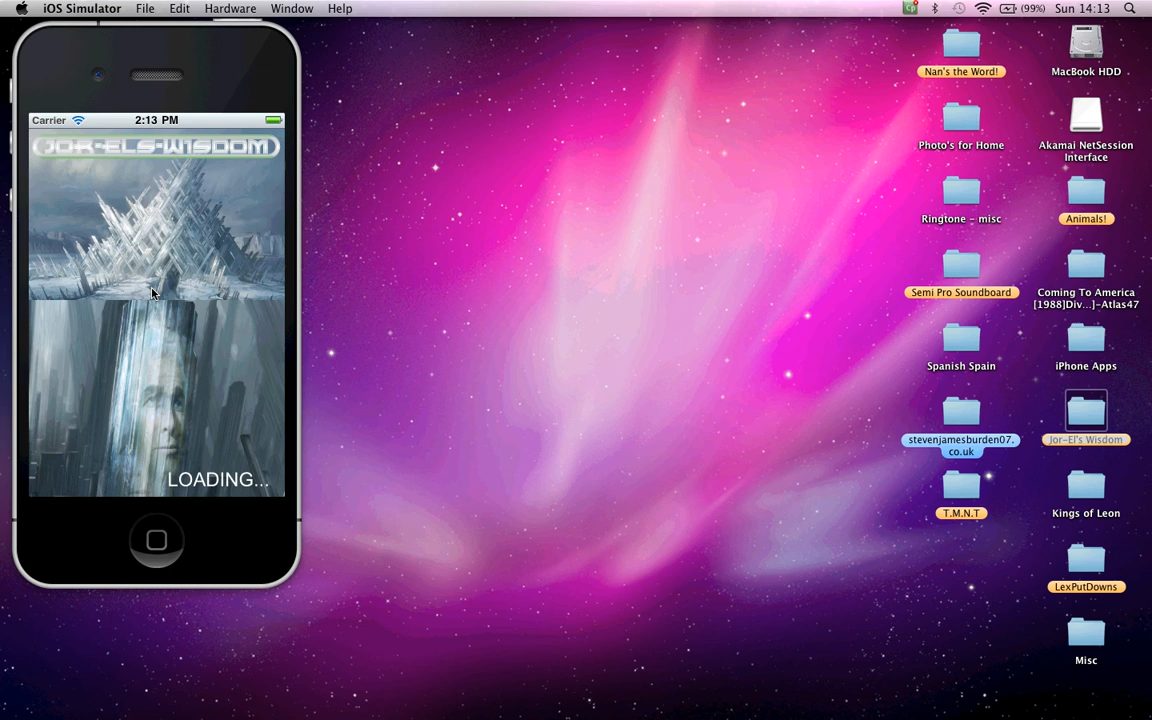 iOS Simulator File Edit Hardware Window Help
(99%) Sun 14:13
Carrier 2:13 PM
JOR-ELS-WISDOM
LOADING...
Nan's the Word!
MacBook HDD
Photo's for Home
Akamai NetSession
Interface
Ringtone - misc
Animals!
Semi Pro Soundboard
Coming To America
[1988]Div...]-Atlas47
Spanish Spain
iPhone Apps
stevenjamesburden07.
co.uk
Jor-El's Wisdom
T.M.N.T
Kings of Leon
LexPutDowns
Misc